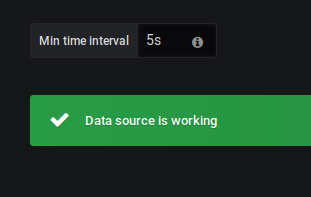 Min time interval 5s
Data source is working